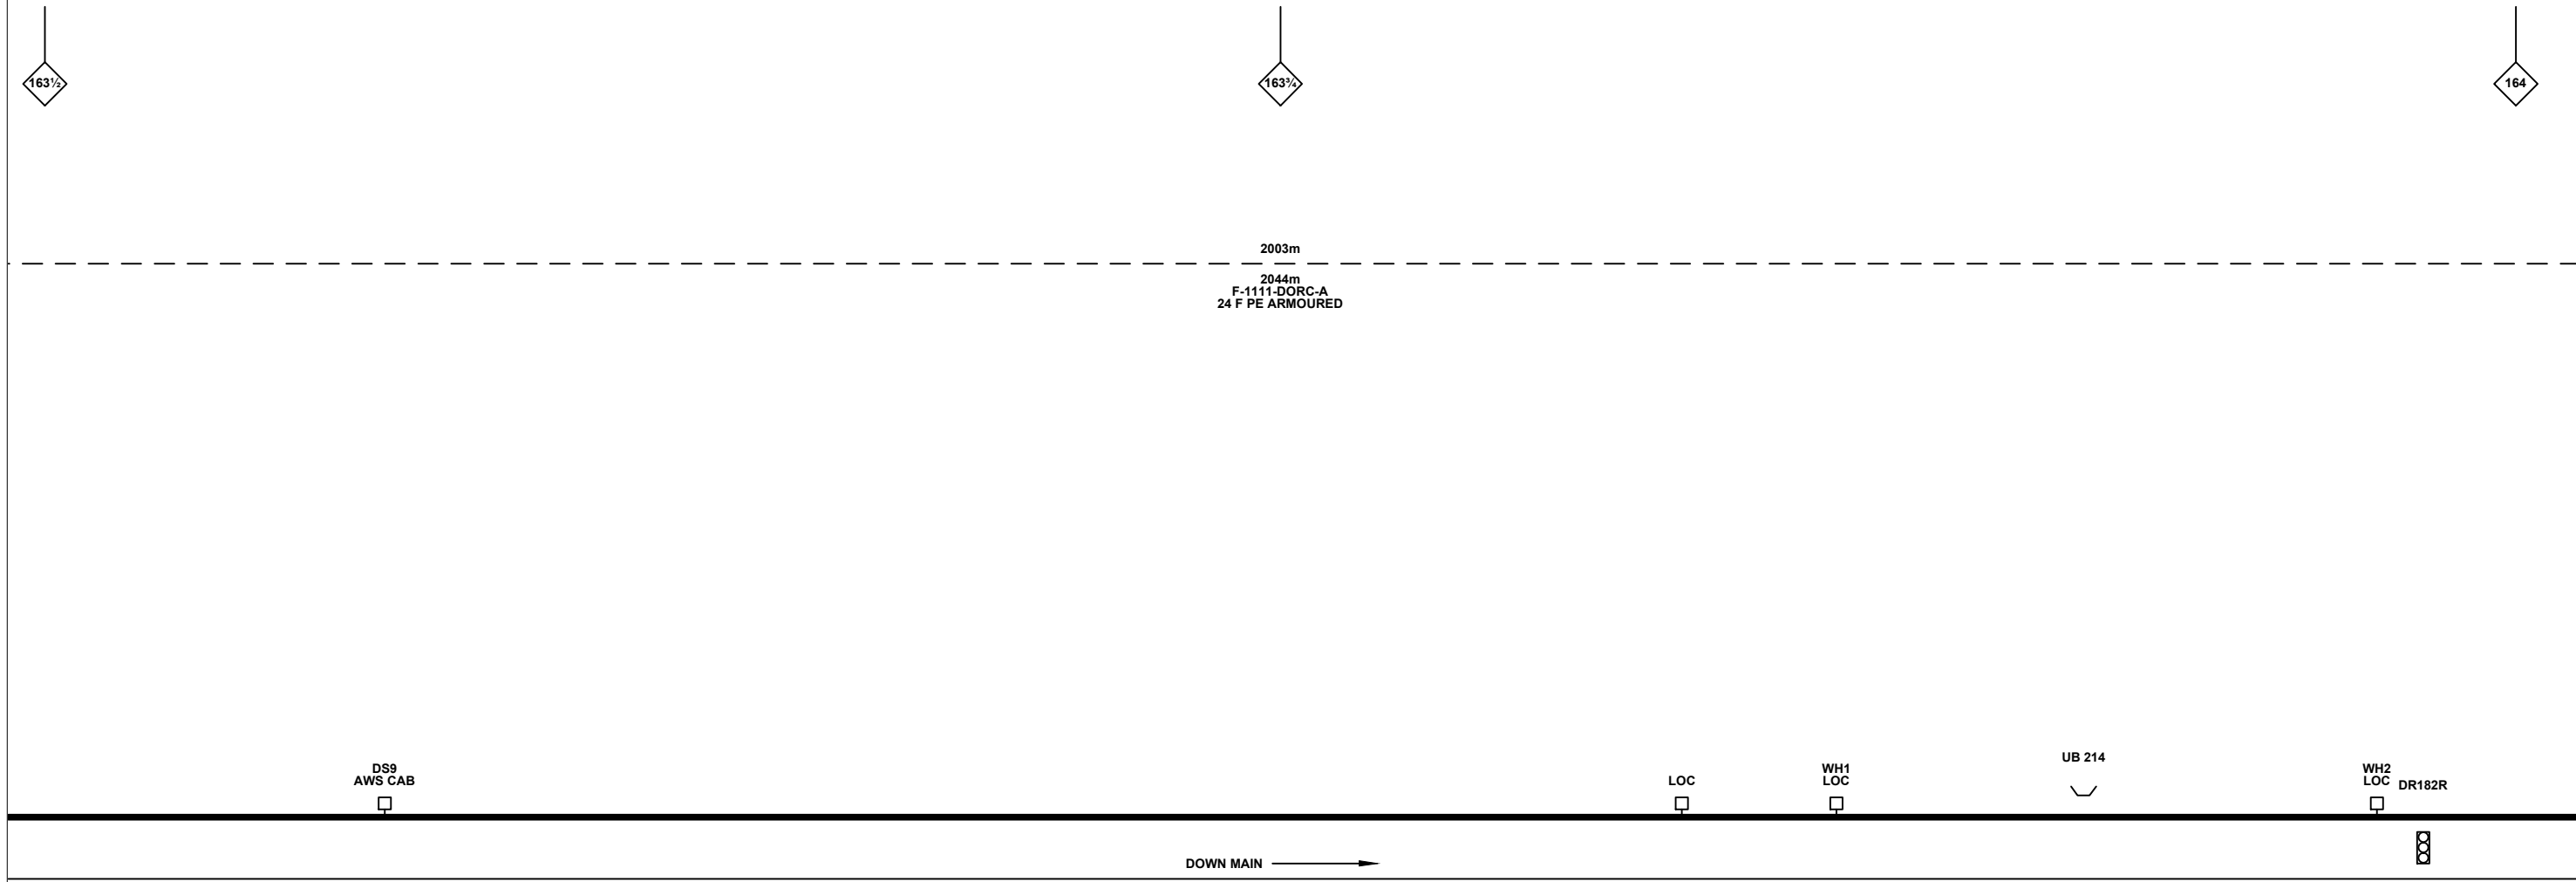 163½
163¾
164
2003m
2044m
F-1111-DORC-A
24 F PE ARMOURED
DS9
AWS CAB
LOC
WH1
LOC
UB 214
WH2
LOC
DR182R
DOWN MAIN